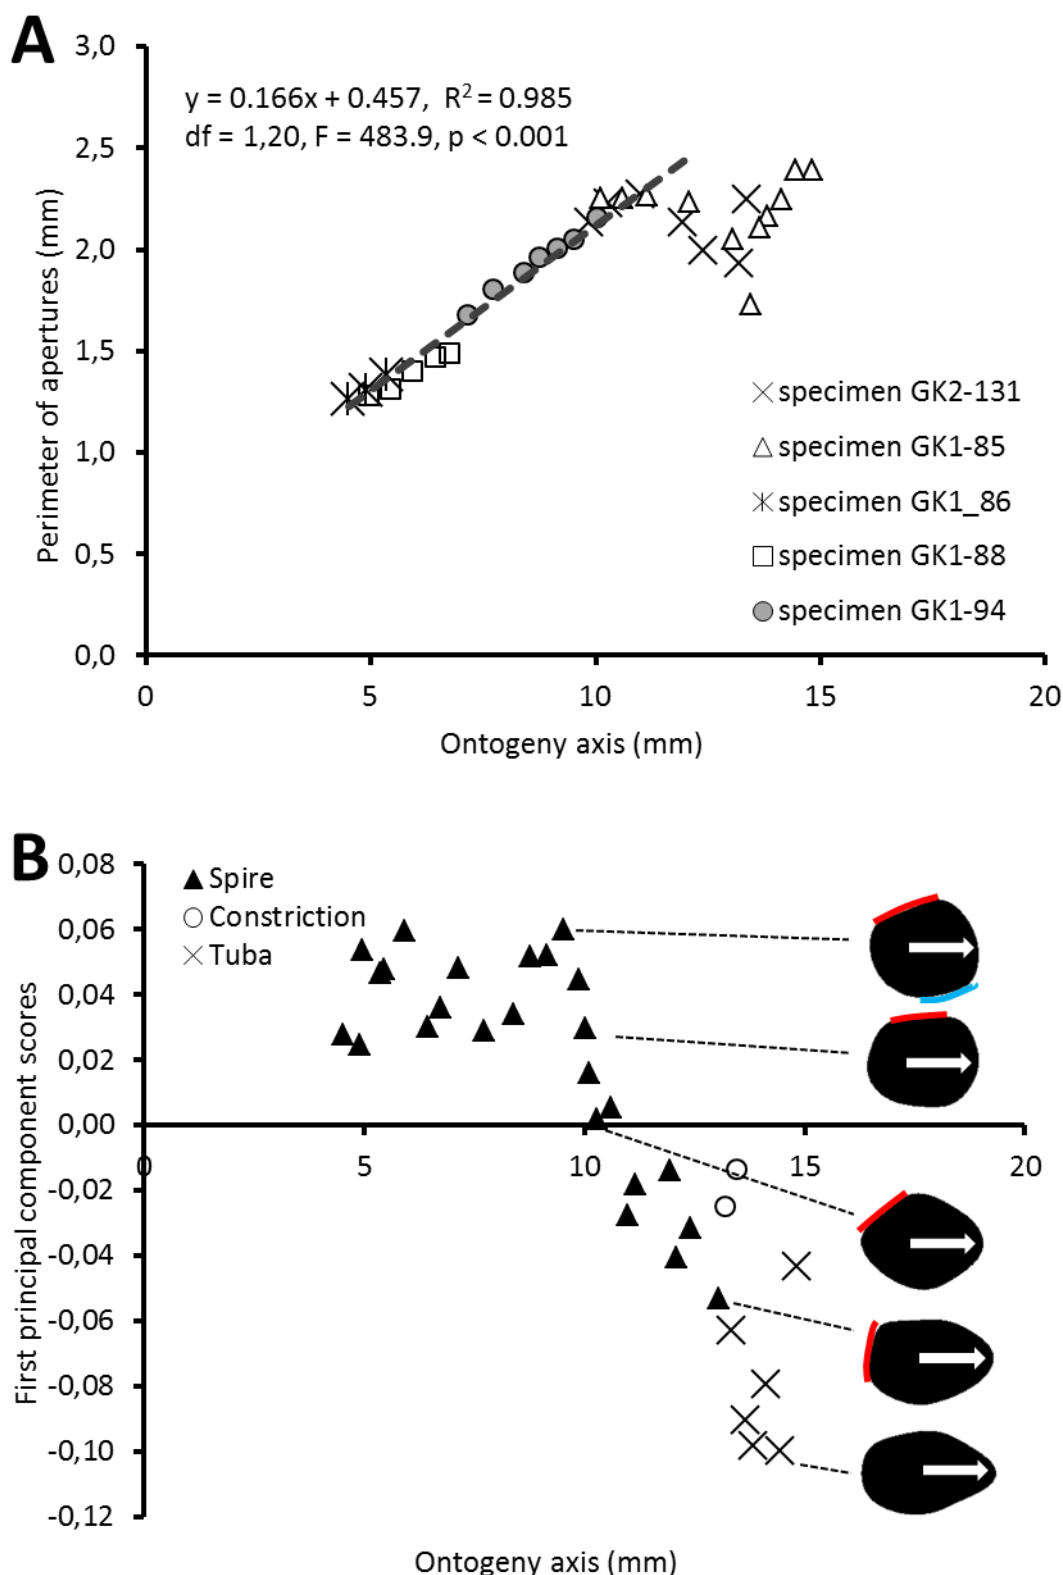 A
3,0
y = 0.166x + 0.457, R² = 0.985
df = 1,20, F = 483.9, p < 0.001
2,5
2,0
1,5
1,0
0,5
0,0
Perimeter of apertures (mm)
specimen GK2-131
specimen GK1-85
specimen GK1_86
specimen GK1-88
specimen GK1-94
0 5 10 15 20
Ontogeny axis (mm)
B
0,08
Spire
Constriction
Tuba
0,06
0,04
0,02
0,00
0 5 10 15 20
-0,02
-0,04
-0,06
-0,08
-0,10
-0,12
First principal component scores
Ontogeny axis (mm)